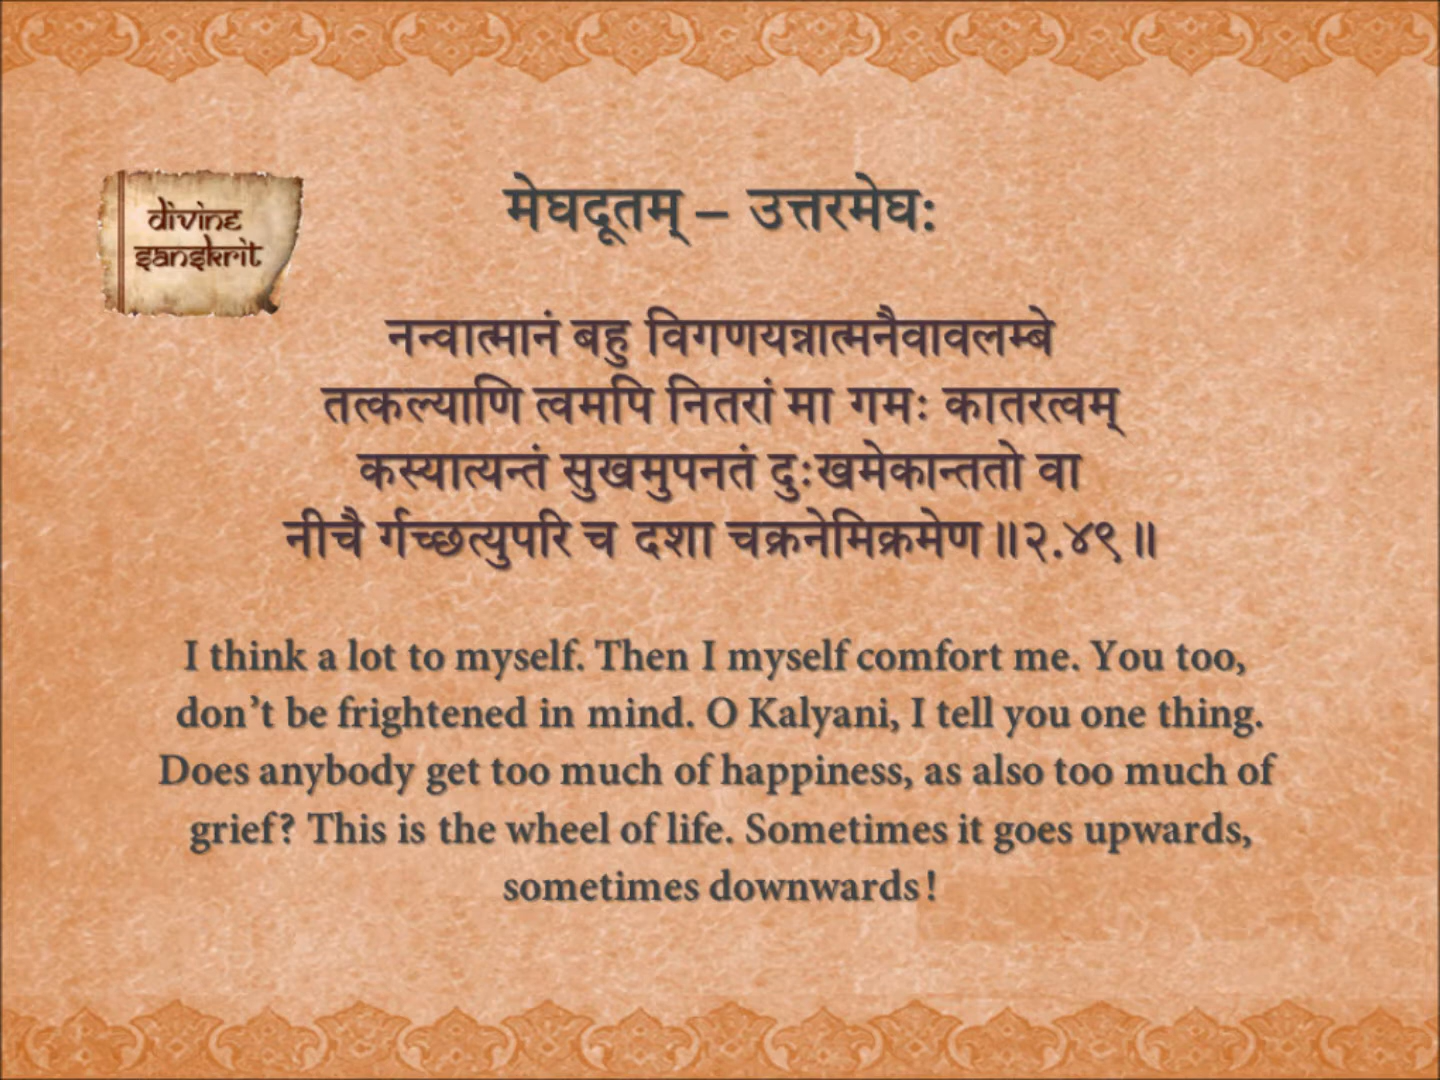 divine
sanskrit
मेघदूतम् – उत्तरमेघः
नन्वात्मानं बहु विगणयन्नात्मनैवावलम्बे
तत्कल्याणि त्वमपि नितरां मा गमः कातरत्वम्
कस्यात्यन्तं सुखमुपनतं दुःखमेकान्ततो वा
नीचै र्गच्छत्युपरि च दशा चक्रनेमिक्रमेण ॥२.४९॥
I think a lot to myself. Then I myself comfort me. You too,
don’t be frightened in mind. O Kalyani, I tell you one thing.
Does anybody get too much of happiness, as also too much of
grief? This is the wheel of life. Sometimes it goes upwards,
sometimes downwards!